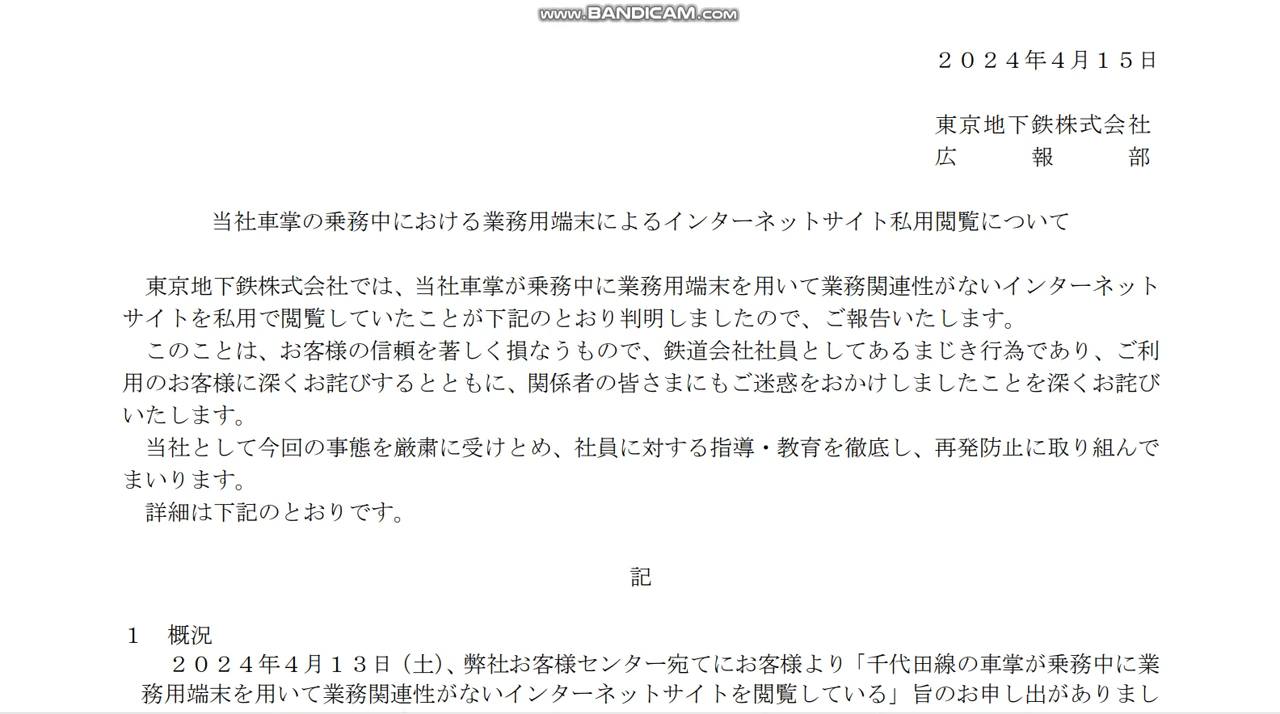 www.BANDICAM.com
２０２４年４月１５日
東京地下鉄株式会社
広報部
当社車掌の乗務中における業務用端末によるインターネットサイト私用閲覧について
東京地下鉄株式会社では、当社車掌が乗務中に業務用端末を用いて業務関連性がないインターネット
サイトを私用で閲覧していたことが下記のとおり判明しましたので、ご報告いたします。
このことは、お客様の信頼を著しく損なうもので、鉄道会社社員としてあるまじき行為であり、ご利
用のお客様に深くお詫びするとともに、関係者の皆さまにもご迷惑をおかけしましたことを深くお詫び
いたします。
当社として今回の事態を厳粛に受けとめ、社員に対する指導・教育を徹底し、再発防止に取り組んで
まいります。
詳細は下記のとおりです。
記
１　概況
２０２４年４月１３日（土）、弊社お客様センター宛てにお客様より「千代田線の車掌が乗務中に業
務用端末を用いて業務関連性がないインターネットサイトを閲覧している」旨のお申し出がありまし